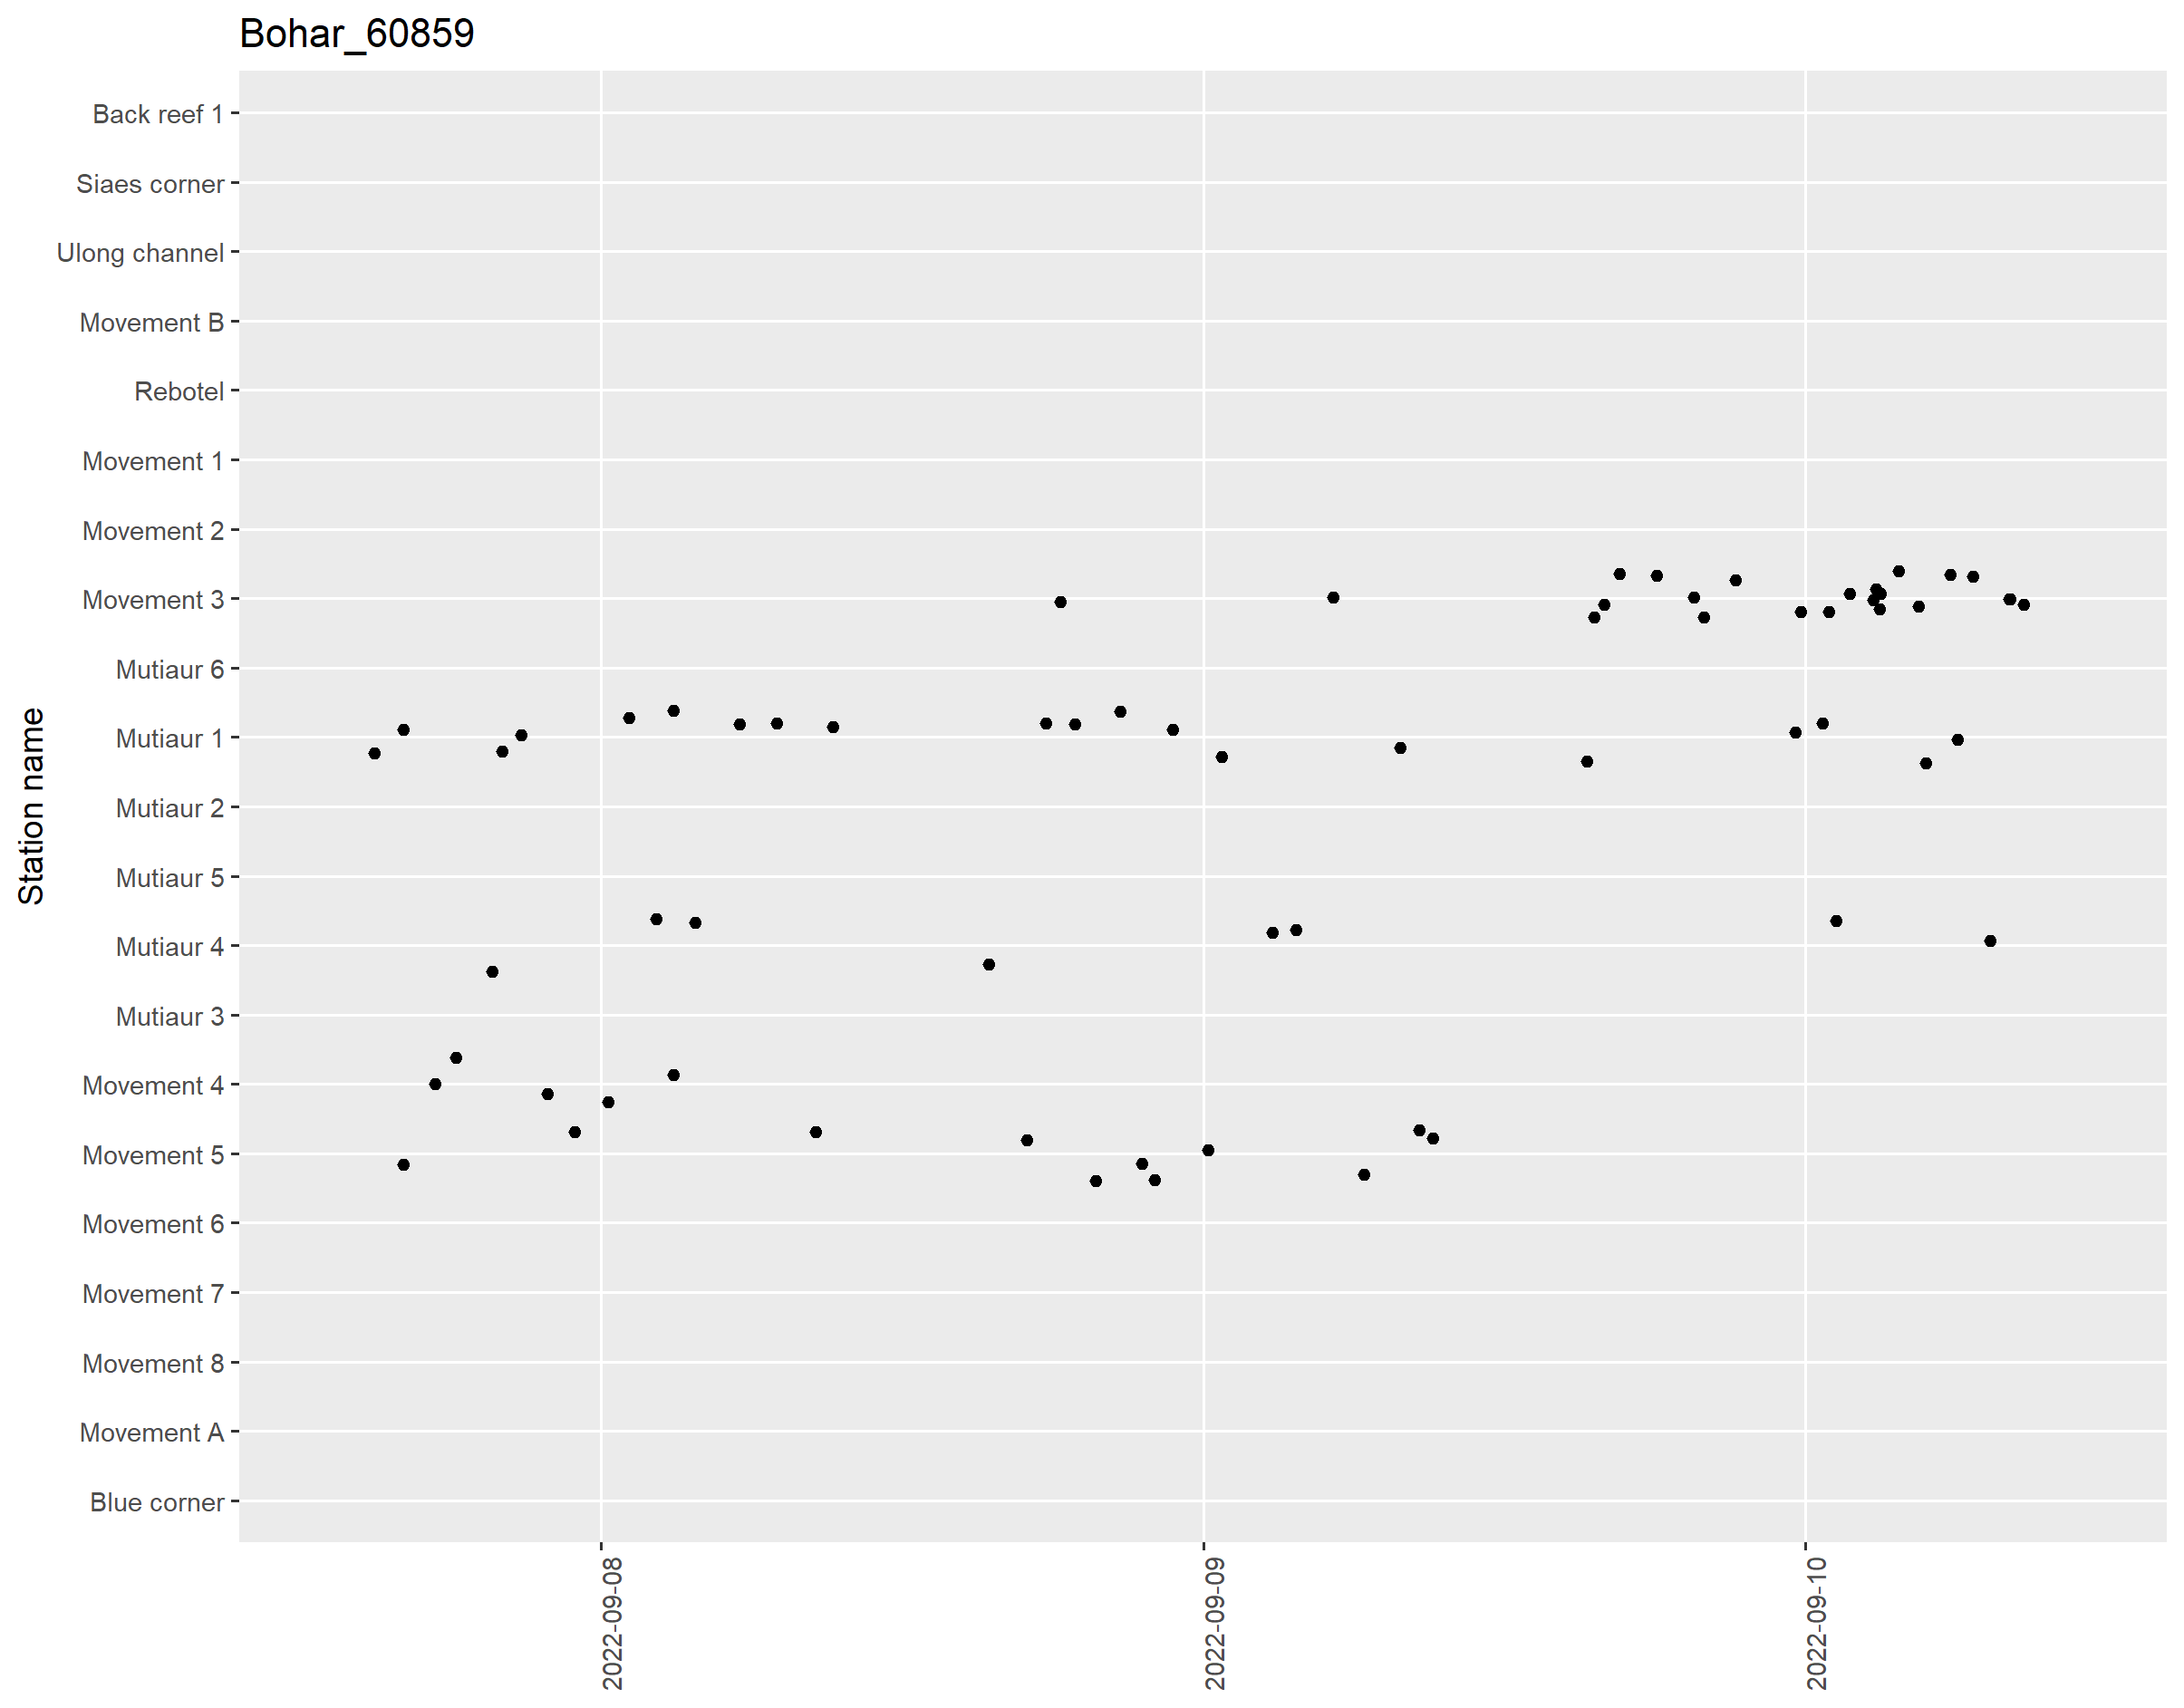 Bohar_60859
Back reef 1
Siaes corner
Ulong channel
Movement B
Rebotel
Movement 1
Movement 2
Movement 3
Mutiaur 6
Mutiaur 1
Mutiaur 2
Mutiaur 5
Mutiaur 4
Mutiaur 3
Movement 4
Movement 5
Movement 6
Movement 7
Movement 8
Movement A
Blue corner
Station name
2022-09-08
2022-09-09
2022-09-10